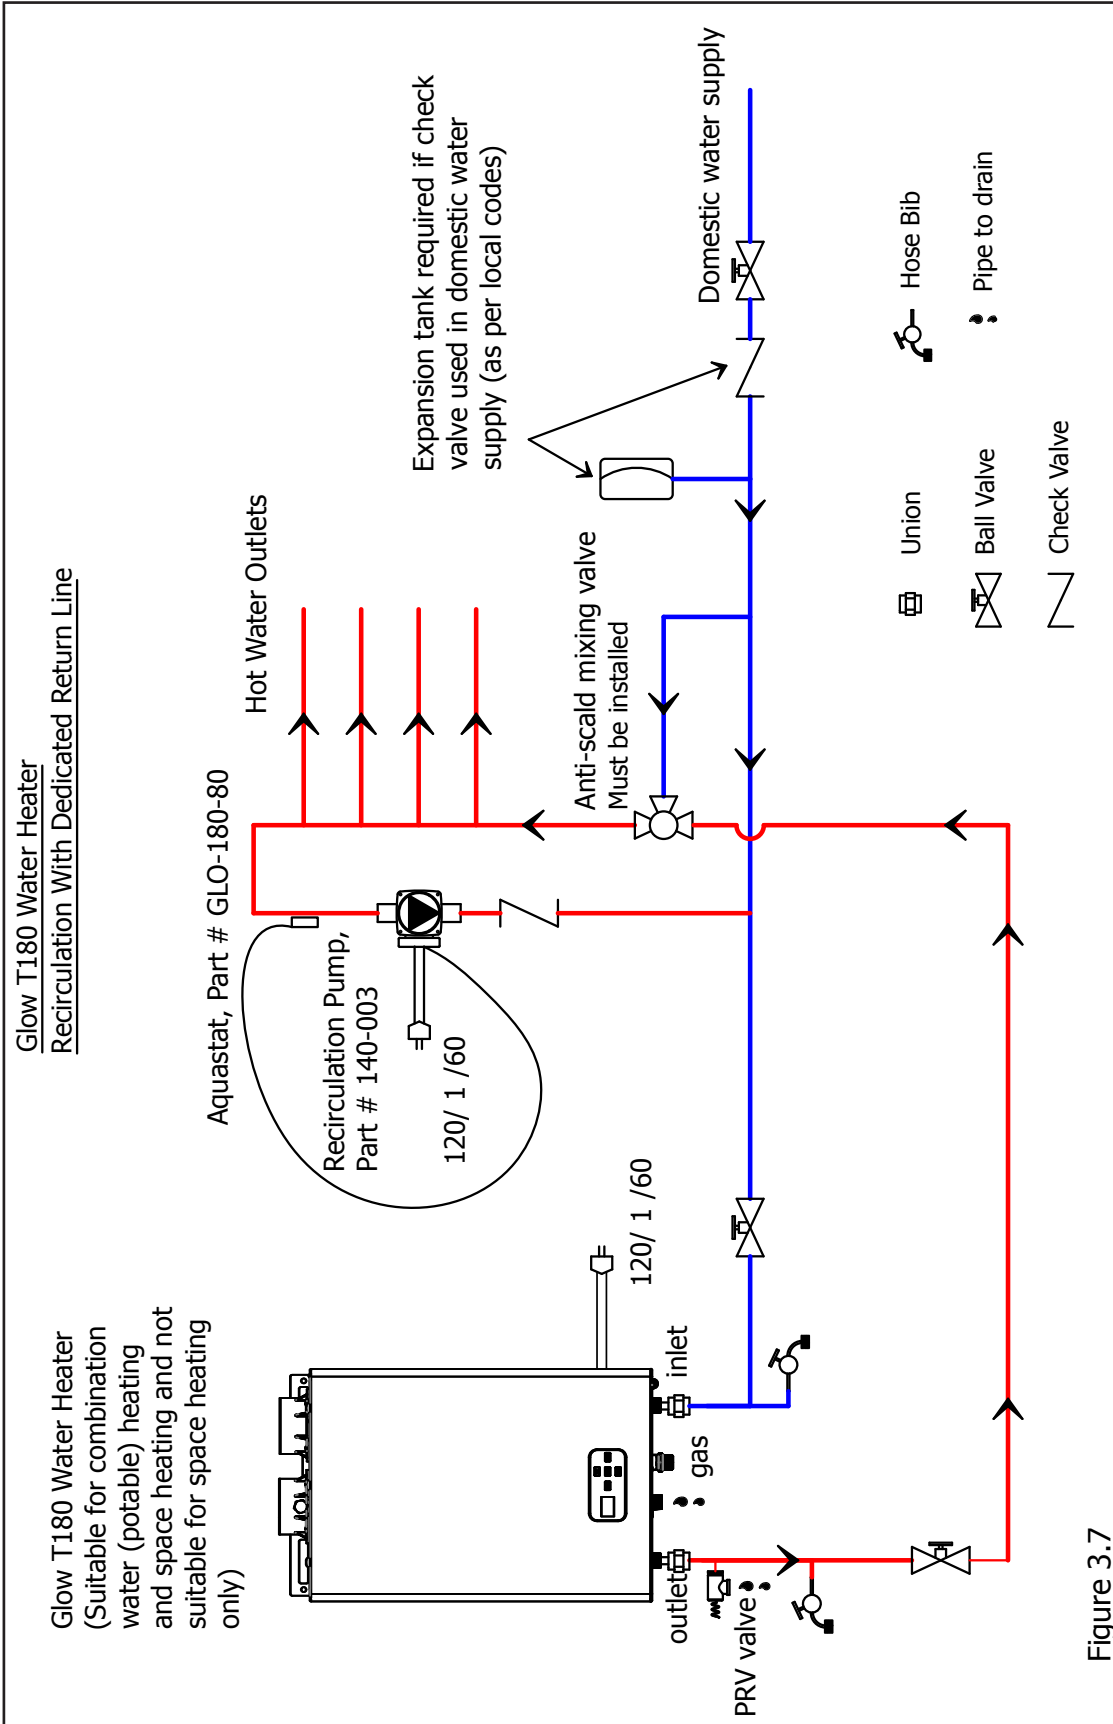 Glow T180 Water Heater
Recirculation With Dedicated Return Line
Glow T180 Water Heater
(Suitable for combination
water (potable) heating
and space heating and not
suitable for space heating
only)
Aquastat, Part # GLO-180-80
Hot Water Outlets
Recirculation Pump,
Part # 140-003
120/ 1 /60
Expansion tank required if check
valve used in domestic water
supply (as per local codes)
Anti-scald mixing valve
Must be installed
Domestic water supply
120/ 1 /60
outlet
gas
inlet
PRV valve
Union
Hose Bib
Ball Valve
Pipe to drain
Check Valve
Figure 3.7